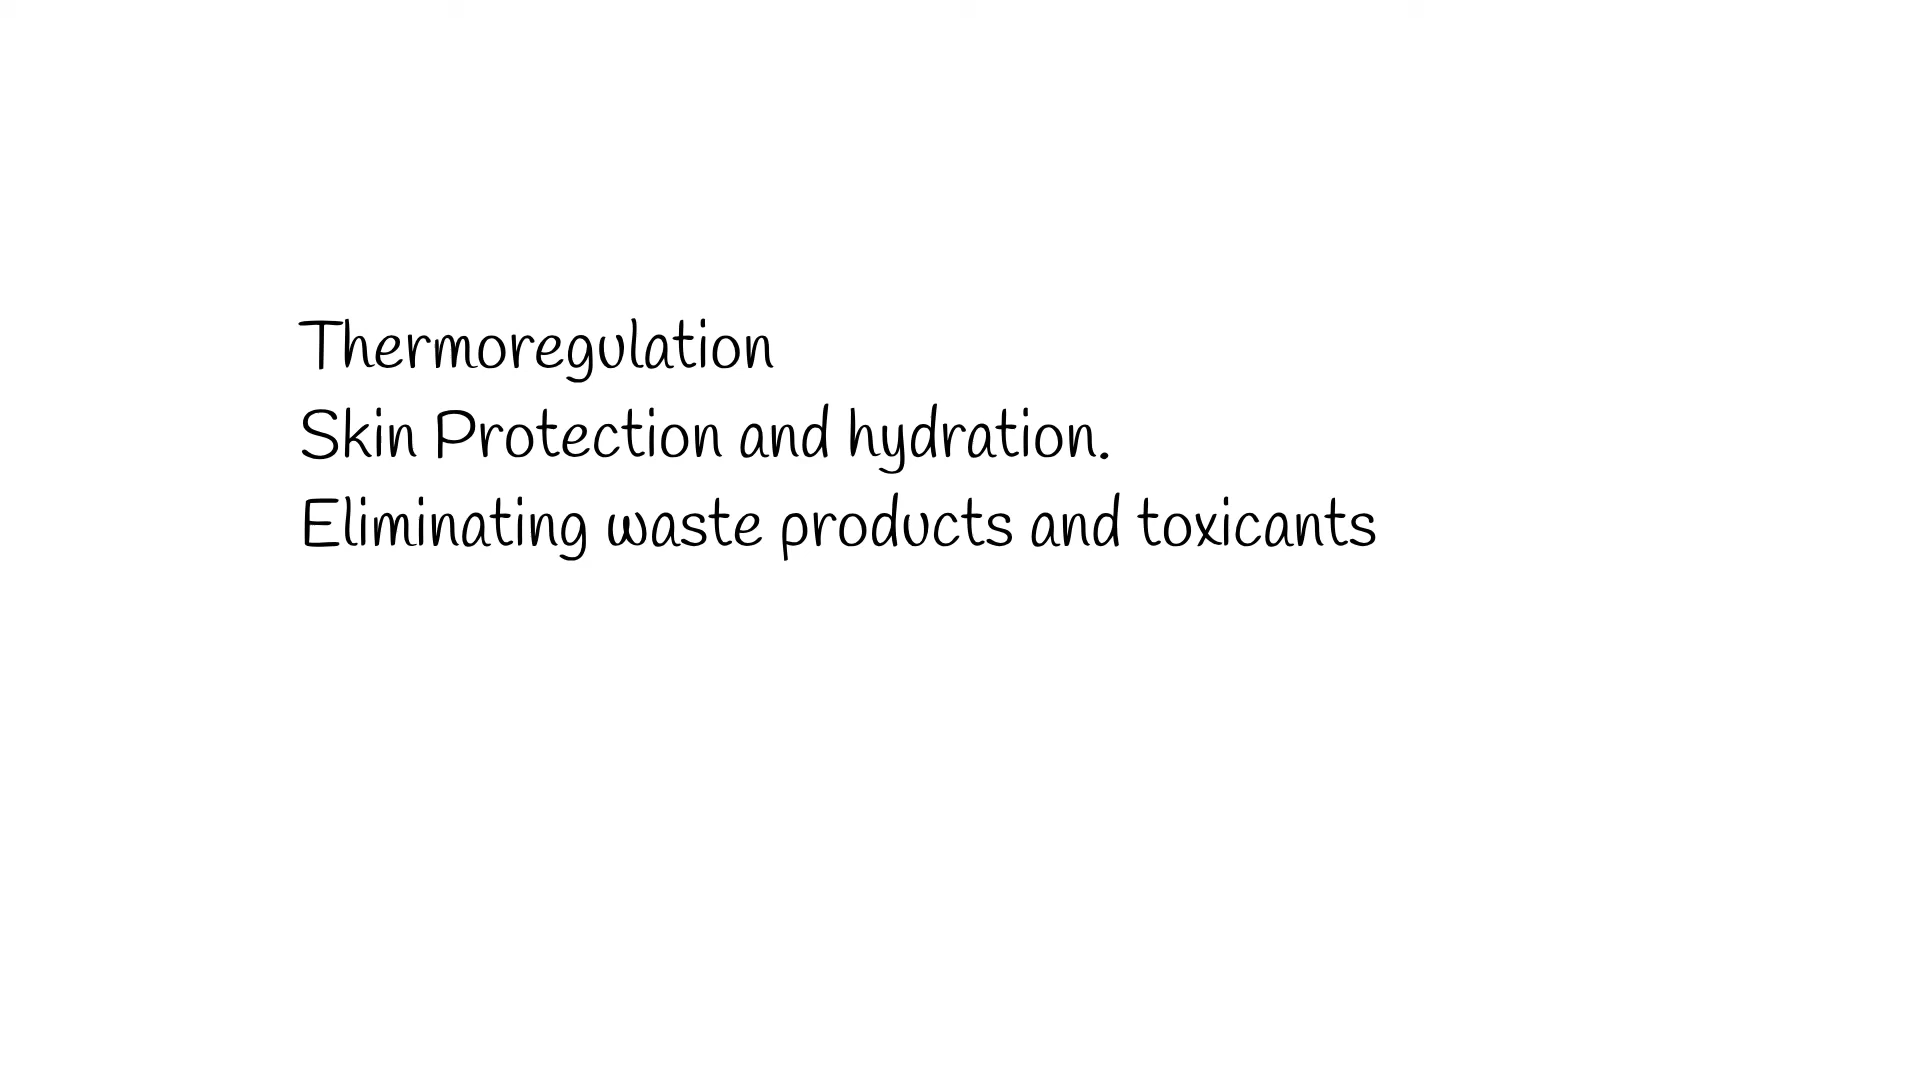 Thermoregulation
Skin Protection and hydration.
Eliminating waste products and toxicants